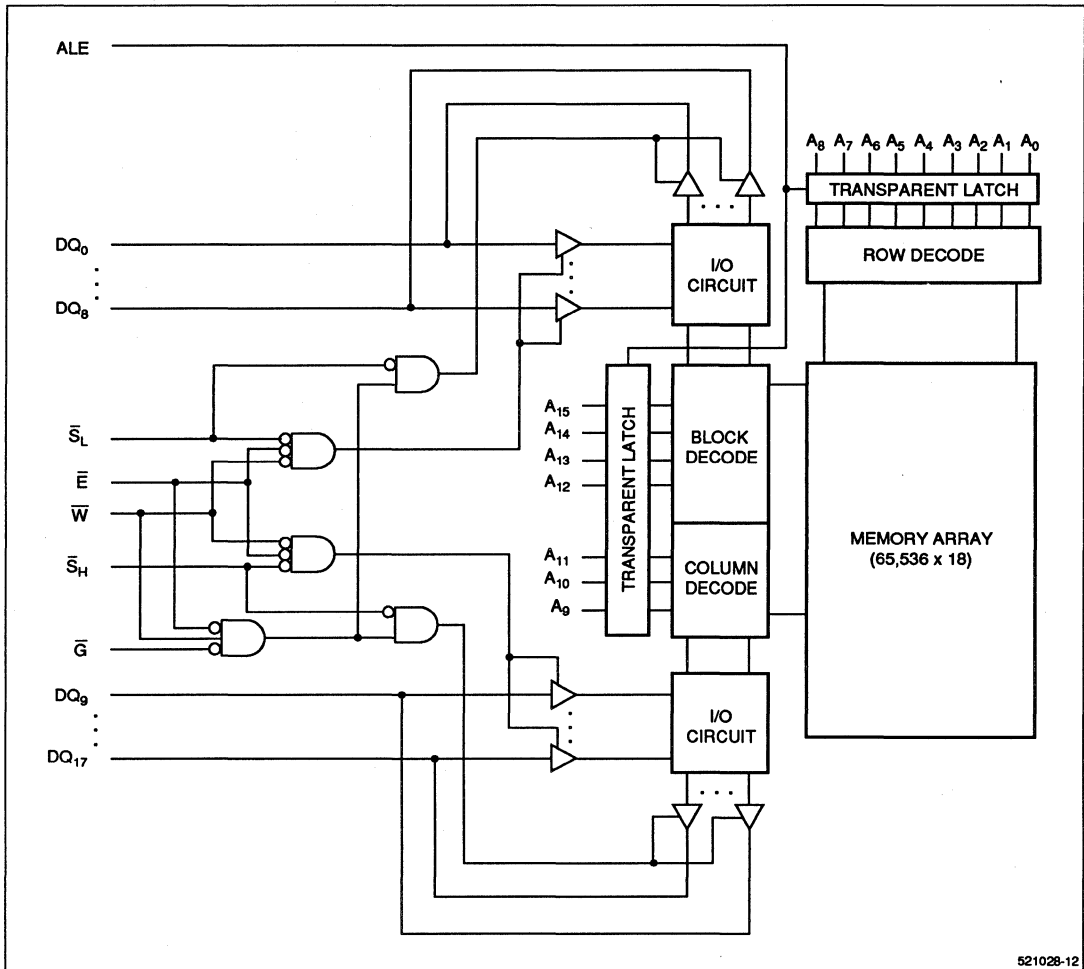 ALE
A₈ A₇ A₆ A₅ A₄ A₃ A₂ A₁ A₀
TRANSPARENT LATCH
ROW DECODE
DQ₀
DQ₈
I/O
CIRCUIT
S̅L
E̅
W̅
S̅H
G̅
A₁₅
A₁₄
A₁₃
A₁₂
A₁₁
A₁₀
A₉
TRANSPARENT LATCH
BLOCK
DECODE
COLUMN
DECODE
MEMORY ARRAY
(65,536 x 18)
DQ₉
DQ₁₇
I/O
CIRCUIT
521028-12